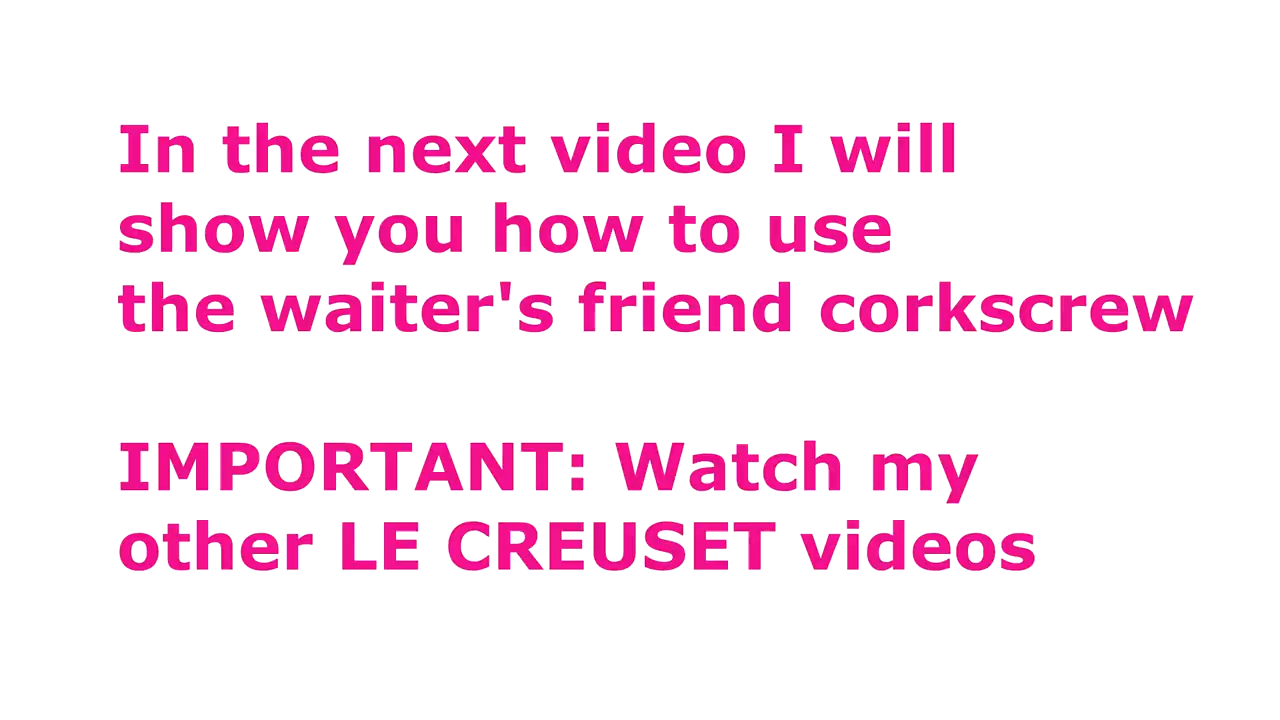 In the next video I will
show you how to use
the waiter's friend corkscrew
IMPORTANT: Watch my
other LE CREUSET videos